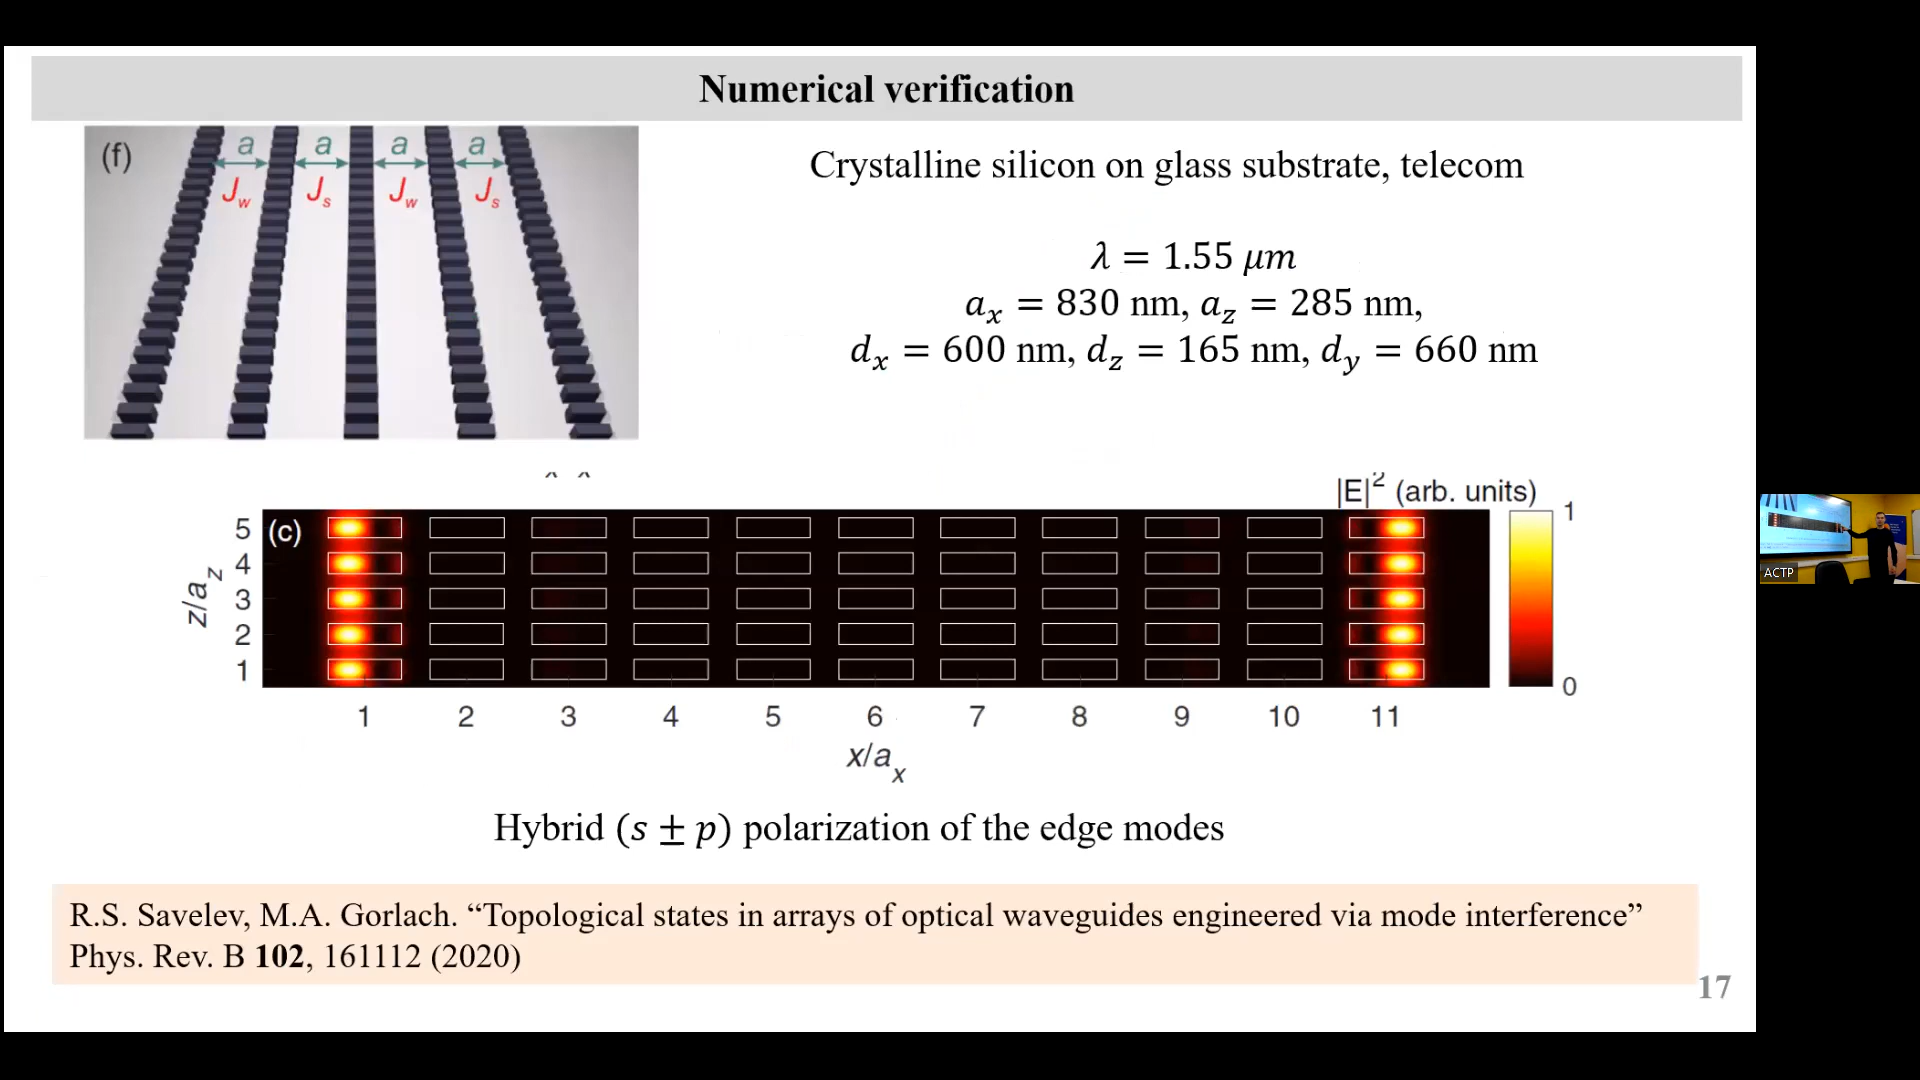 Numerical verification
(f)
a a a a
J_w J_s J_w J_s
Crystalline silicon on glass substrate, telecom
λ = 1.55 μm
a_x = 830 nm, a_z = 285 nm,
d_x = 600 nm, d_z = 165 nm, d_y = 660 nm
|E|² (arb. units)
(c)
1
0
5
4
3
2
1
z/a_z
1 2 3 4 5 6 7 8 9 10 11
x/a_x
Hybrid (s ± p) polarization of the edge modes
R.S. Savelev, M.A. Gorlach. “Topological states in arrays of optical waveguides engineered via mode interference”
Phys. Rev. B 102, 161112 (2020)
17
ACTP